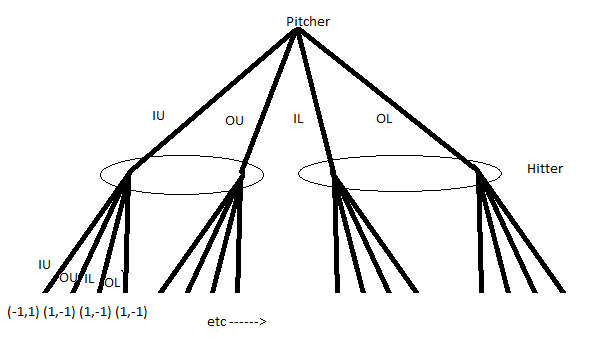 Pitcher
IU
OU
IL
OL
Hitter
IU
OU
IL
OL
(-1,1) (1,-1) (1,-1) (1,-1)
etc ------>